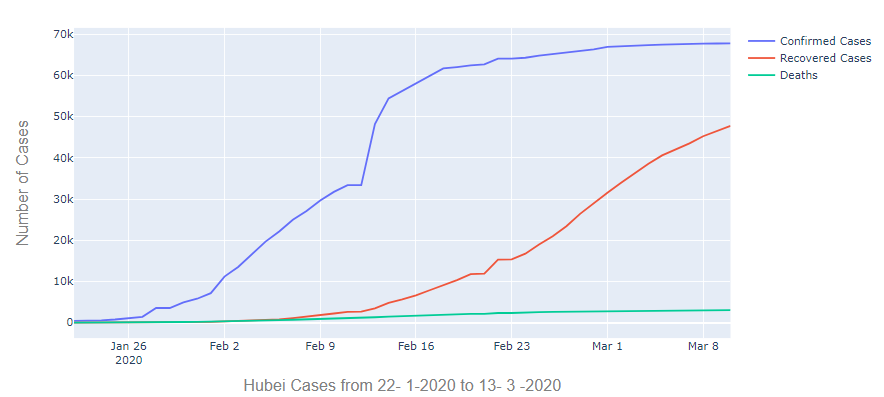 70k
60k
50k
40k
30k
20k
10k
0
Number of Cases
Jan 26
2020
Feb 2
Feb 9
Feb 16
Feb 23
Mar 1
Mar 8
Hubei Cases from 22- 1-2020 to 13- 3 -2020
Confirmed Cases
Recovered Cases
Deaths